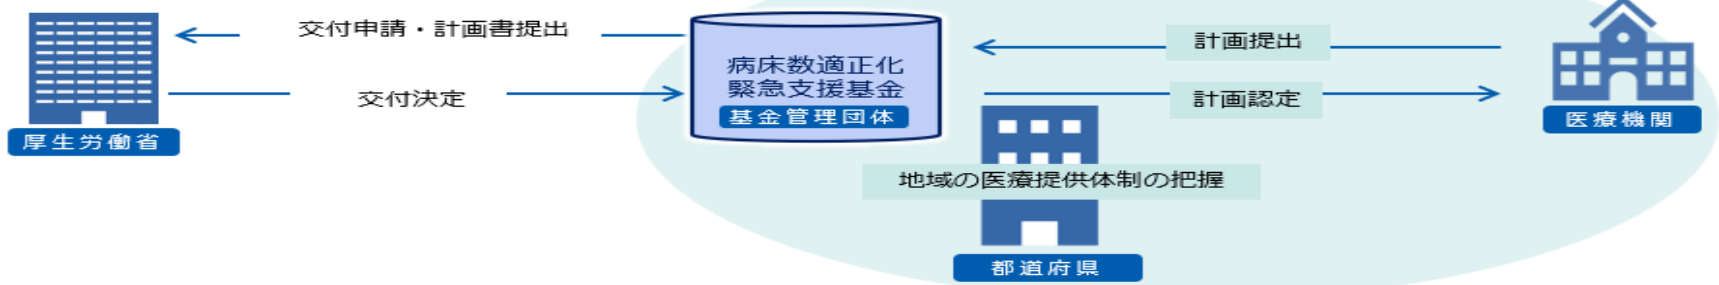 交付申請・計画書提出
交付決定
厚生労働省
病床数適正化
緊急支援基金
基金管理団体
計画提出
計画認定
医療機関
地域の医療提供体制の把握
都道府県